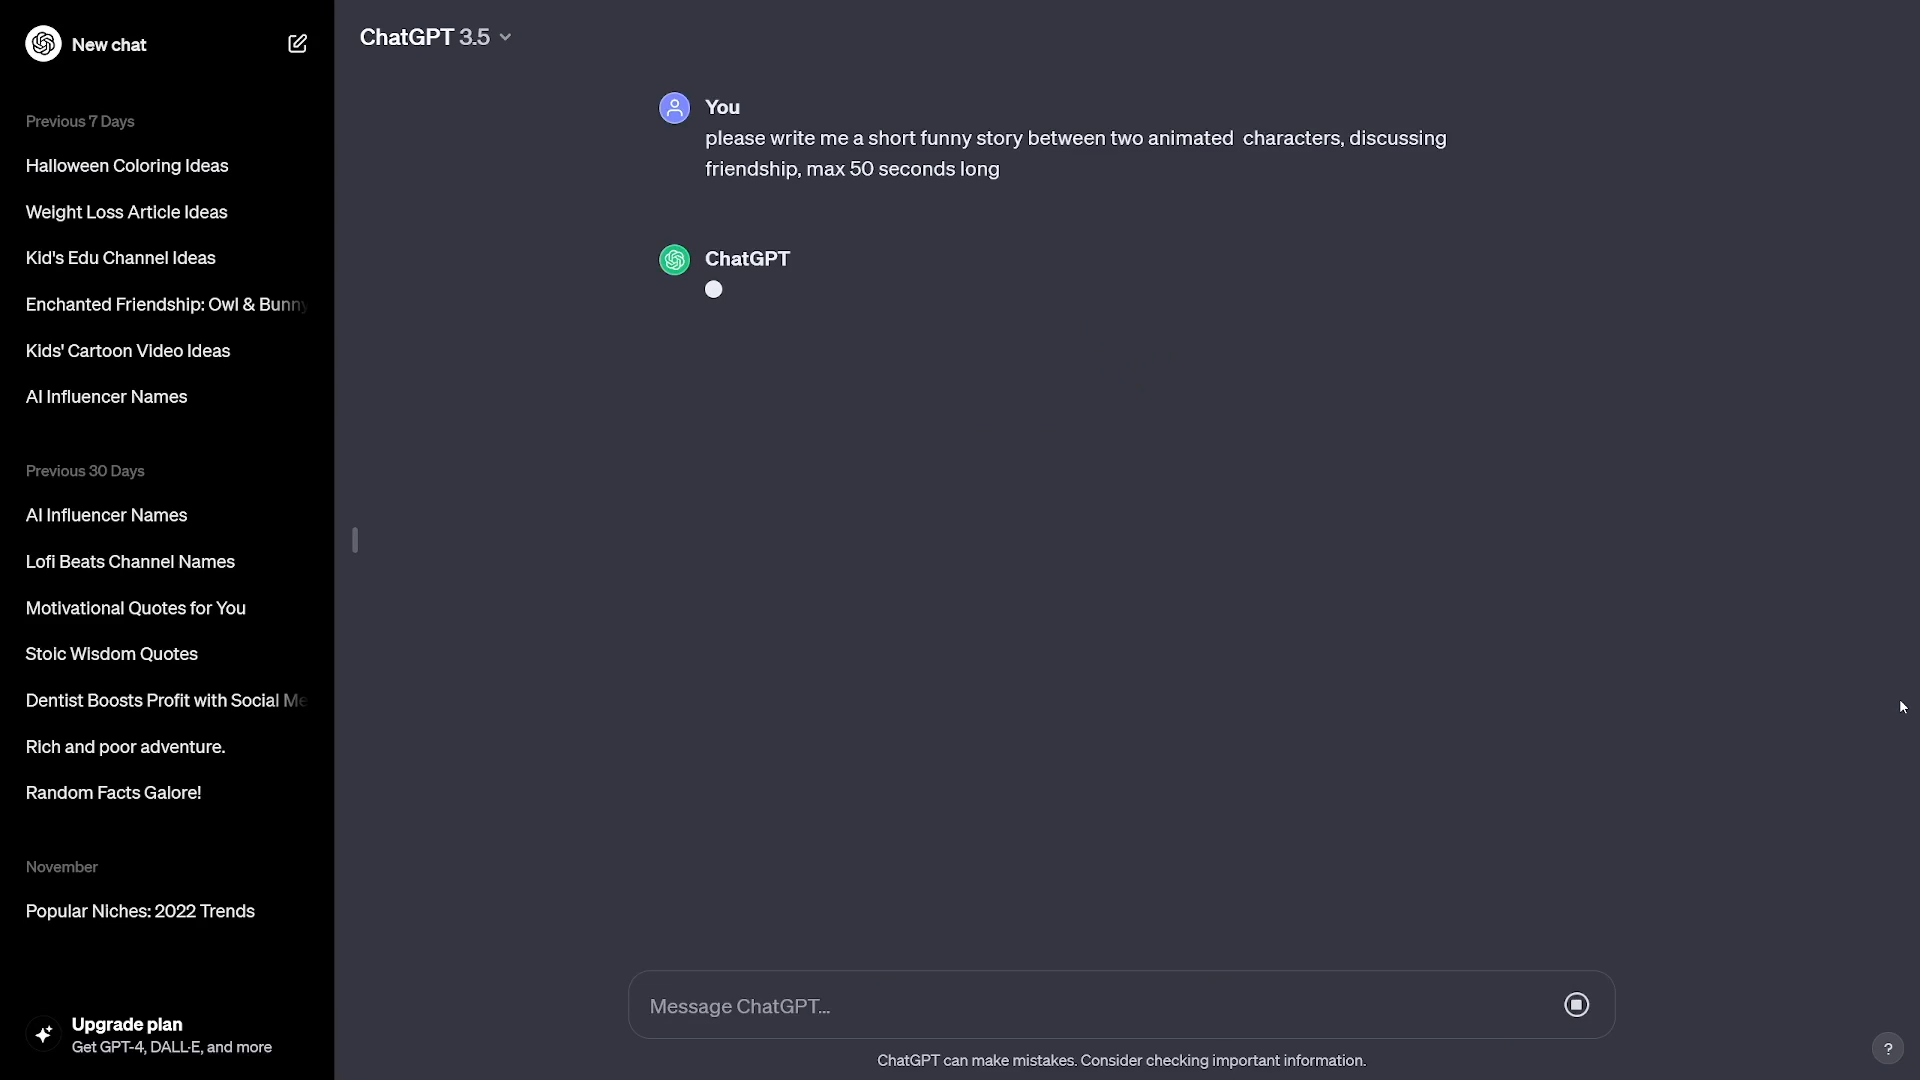 New chat
Previous 7 Days
Halloween Coloring Ideas
Weight Loss Article Ideas
Kid's Edu Channel Ideas
Enchanted Friendship: Owl & Bunny
Kids' Cartoon Video Ideas
AI Influencer Names
Previous 30 Days
AI Influencer Names
Lofi Beats Channel Names
Motivational Quotes for You
Stoic Wisdom Quotes
Dentist Boosts Profit with Social Me
Rich and poor adventure.
Random Facts Galore!
November
Popular Niches: 2022 Trends
Upgrade plan
Get GPT-4, DALL·E, and more
ChatGPT 3.5
You
please write me a short funny story between two animated  characters, discussing
friendship, max 50 seconds long
ChatGPT
Message ChatGPT...
ChatGPT can make mistakes. Consider checking important information.
?